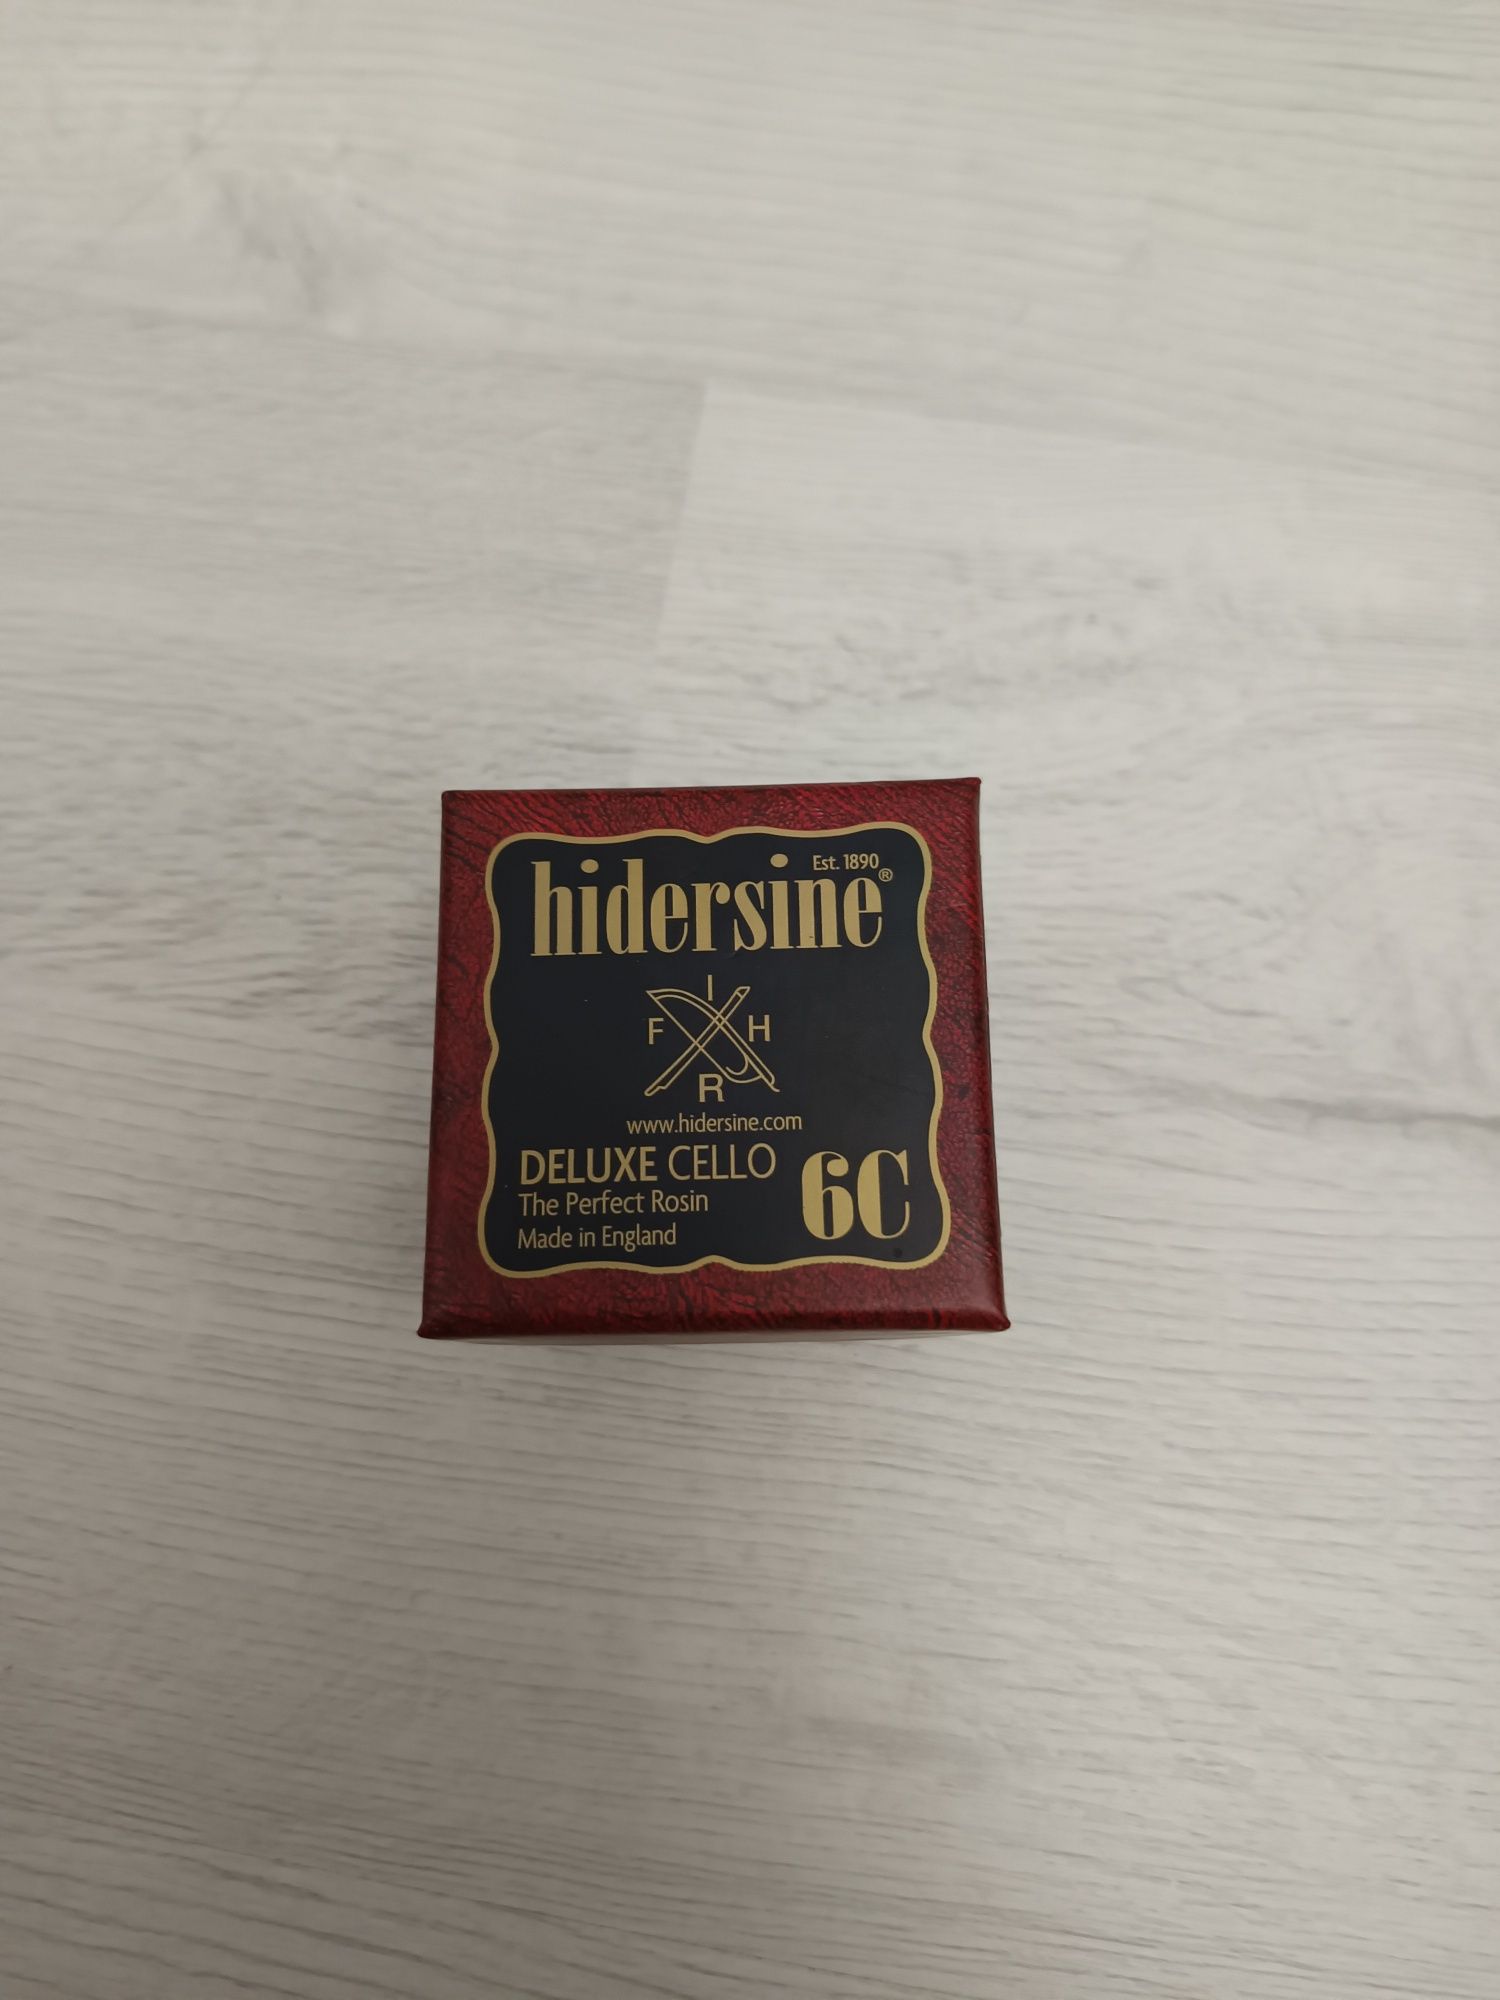 Est. 1890
hidersine®
I
F H
R
www.hidersine.com
DELUXE CELLO
The Perfect Rosin
Made in England
6C